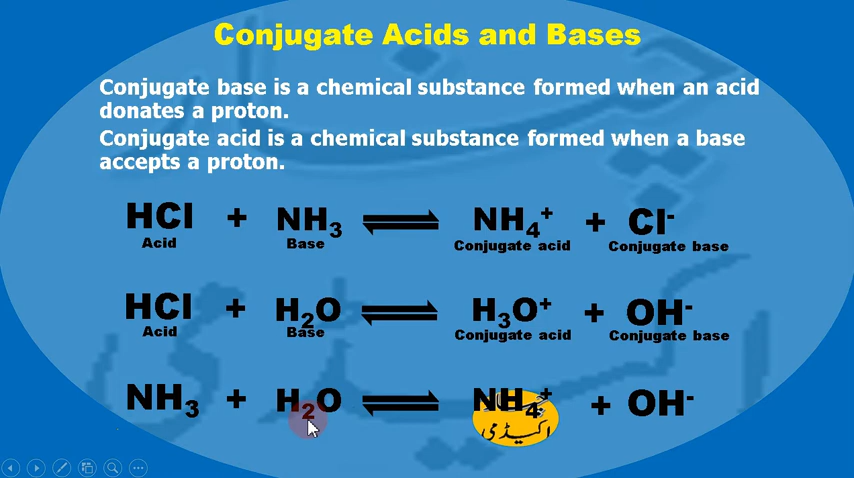 Conjugate Acids and Bases
Conjugate base is a chemical substance formed when an acid
donates a proton.
Conjugate acid is a chemical substance formed when a base
accepts a proton.
HCl + NH₃ ⇌ NH₄⁺ + Cl⁻
Acid Base Conjugate acid Conjugate base
HCl + H₂O ⇌ H₃O⁺ + OH⁻
Acid Base Conjugate acid Conjugate base
NH₃ + H₂O ⇌ NH₄⁺ + OH⁻
اکیڈمی